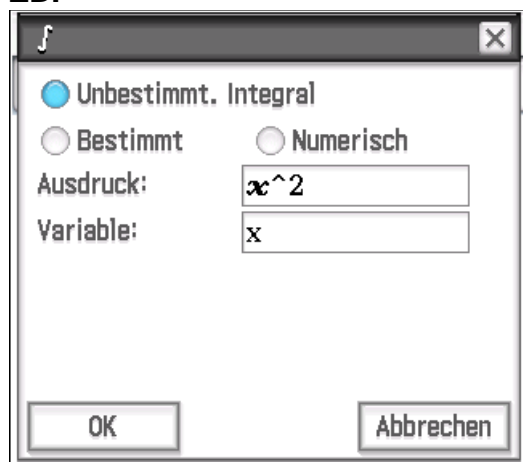 ∫
Unbestimmt. Integral
Bestimmt Numerisch
Ausdruck: x^2
Variable: x
OK Abbrechen